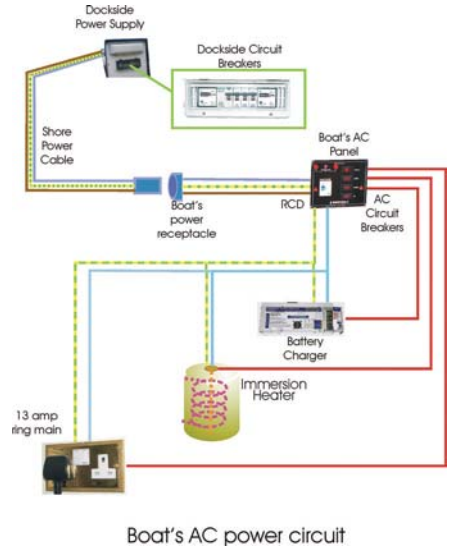 Dockside
Power Supply
Dockside Circuit
Breakers
Shore
Power
Cable
Boat's AC
Panel
Boat's
power
receptacle
RCD
AC
Circuit
Breakers
Battery
Charger
Immersion
Heater
13 amp
ring main
Boat's AC power circuit